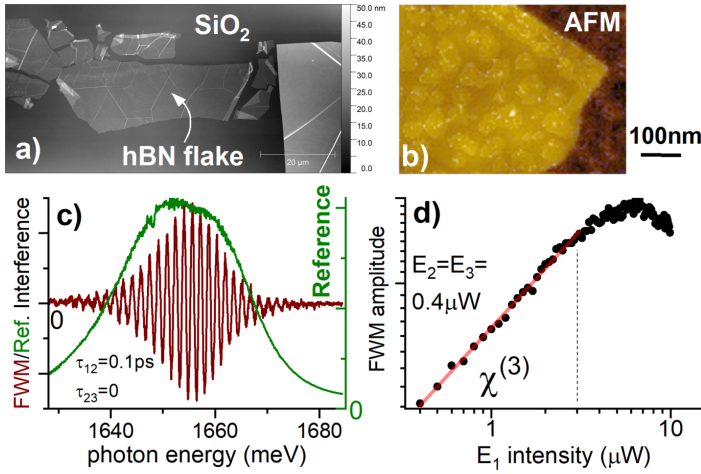 SiO2
a)
hBN flake
20 µm
50.0 nm
45.0
40.0
35.0
30.0
25.0
20.0
15.0
10.0
5.0
0.0
AFM
b)
100nm
c)
FWM/Ref. Interference
0
τ12=0.1ps
τ23=0
1640
1660
1680
photon energy (meV)
Reference
0
d)
FWM amplitude
E2=E3=
0.4µW
χ(3)
1
10
E1 intensity (µW)